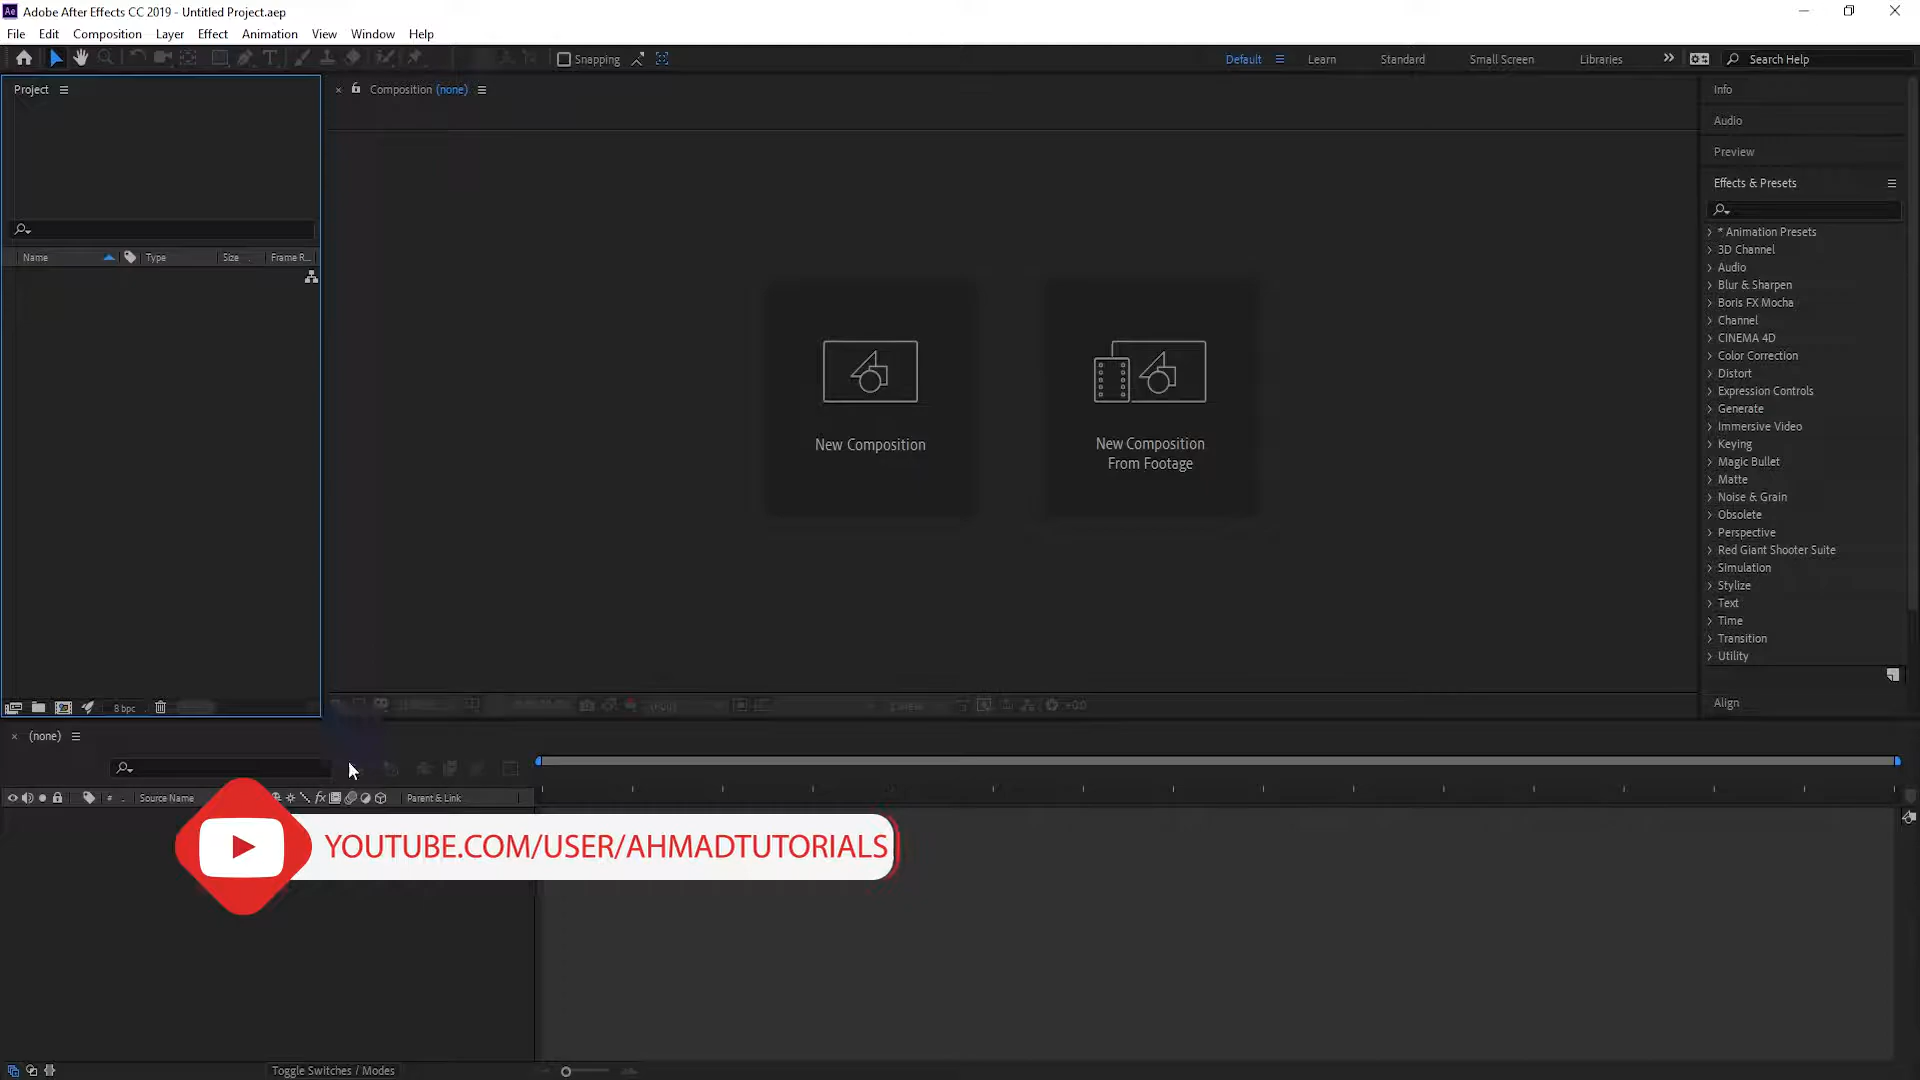 Adobe After Effects CC 2019 - Untitled Project.aep
File Edit Composition Layer Effect Animation View Window Help
Snapping
Default Learn Standard Small Screen Libraries Search Help
Project
Composition (none)
Info
Audio
Preview
Effects & Presets
Name Type Size Frame R...
* Animation Presets
3D Channel
Audio
Blur & Sharpen
Boris FX Mocha
Channel
CINEMA 4D
Color Correction
Distort
Expression Controls
Generate
Immersive Video
Keying
Magic Bullet
Matte
Noise & Grain
Obsolete
Perspective
Red Giant Shooter Suite
Simulation
Stylize
Text
Time
Transition
Utility
Align
New Composition
New Composition
From Footage
8 bpc
+0.0
(none)
# Source Name fx Parent & Link
YOUTUBE.COM/USER/AHMADTUTORIALS
Toggle Switches / Modes